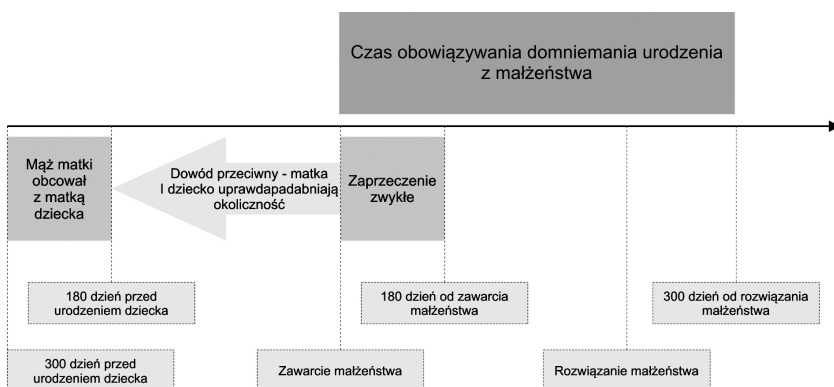 Czas obowiązywania domniemania urodzenia
z małżeństwa
Mąż matki
obcował
z matką
dziecka
Dowód przeciwny - matka
I dziecko uprawdapadabniają
okoliczność
Zaprzeczenie
zwykłe
180 dzień przed
urodzeniem dziecka
180 dzień od zawarcia
małżeństwa
300 dzień od rozwiązania
małżeństwa
300 dzień przed
urodzeniem dziecka
Zawarcie małżeństwa
Rozwiązanie małżeństwa